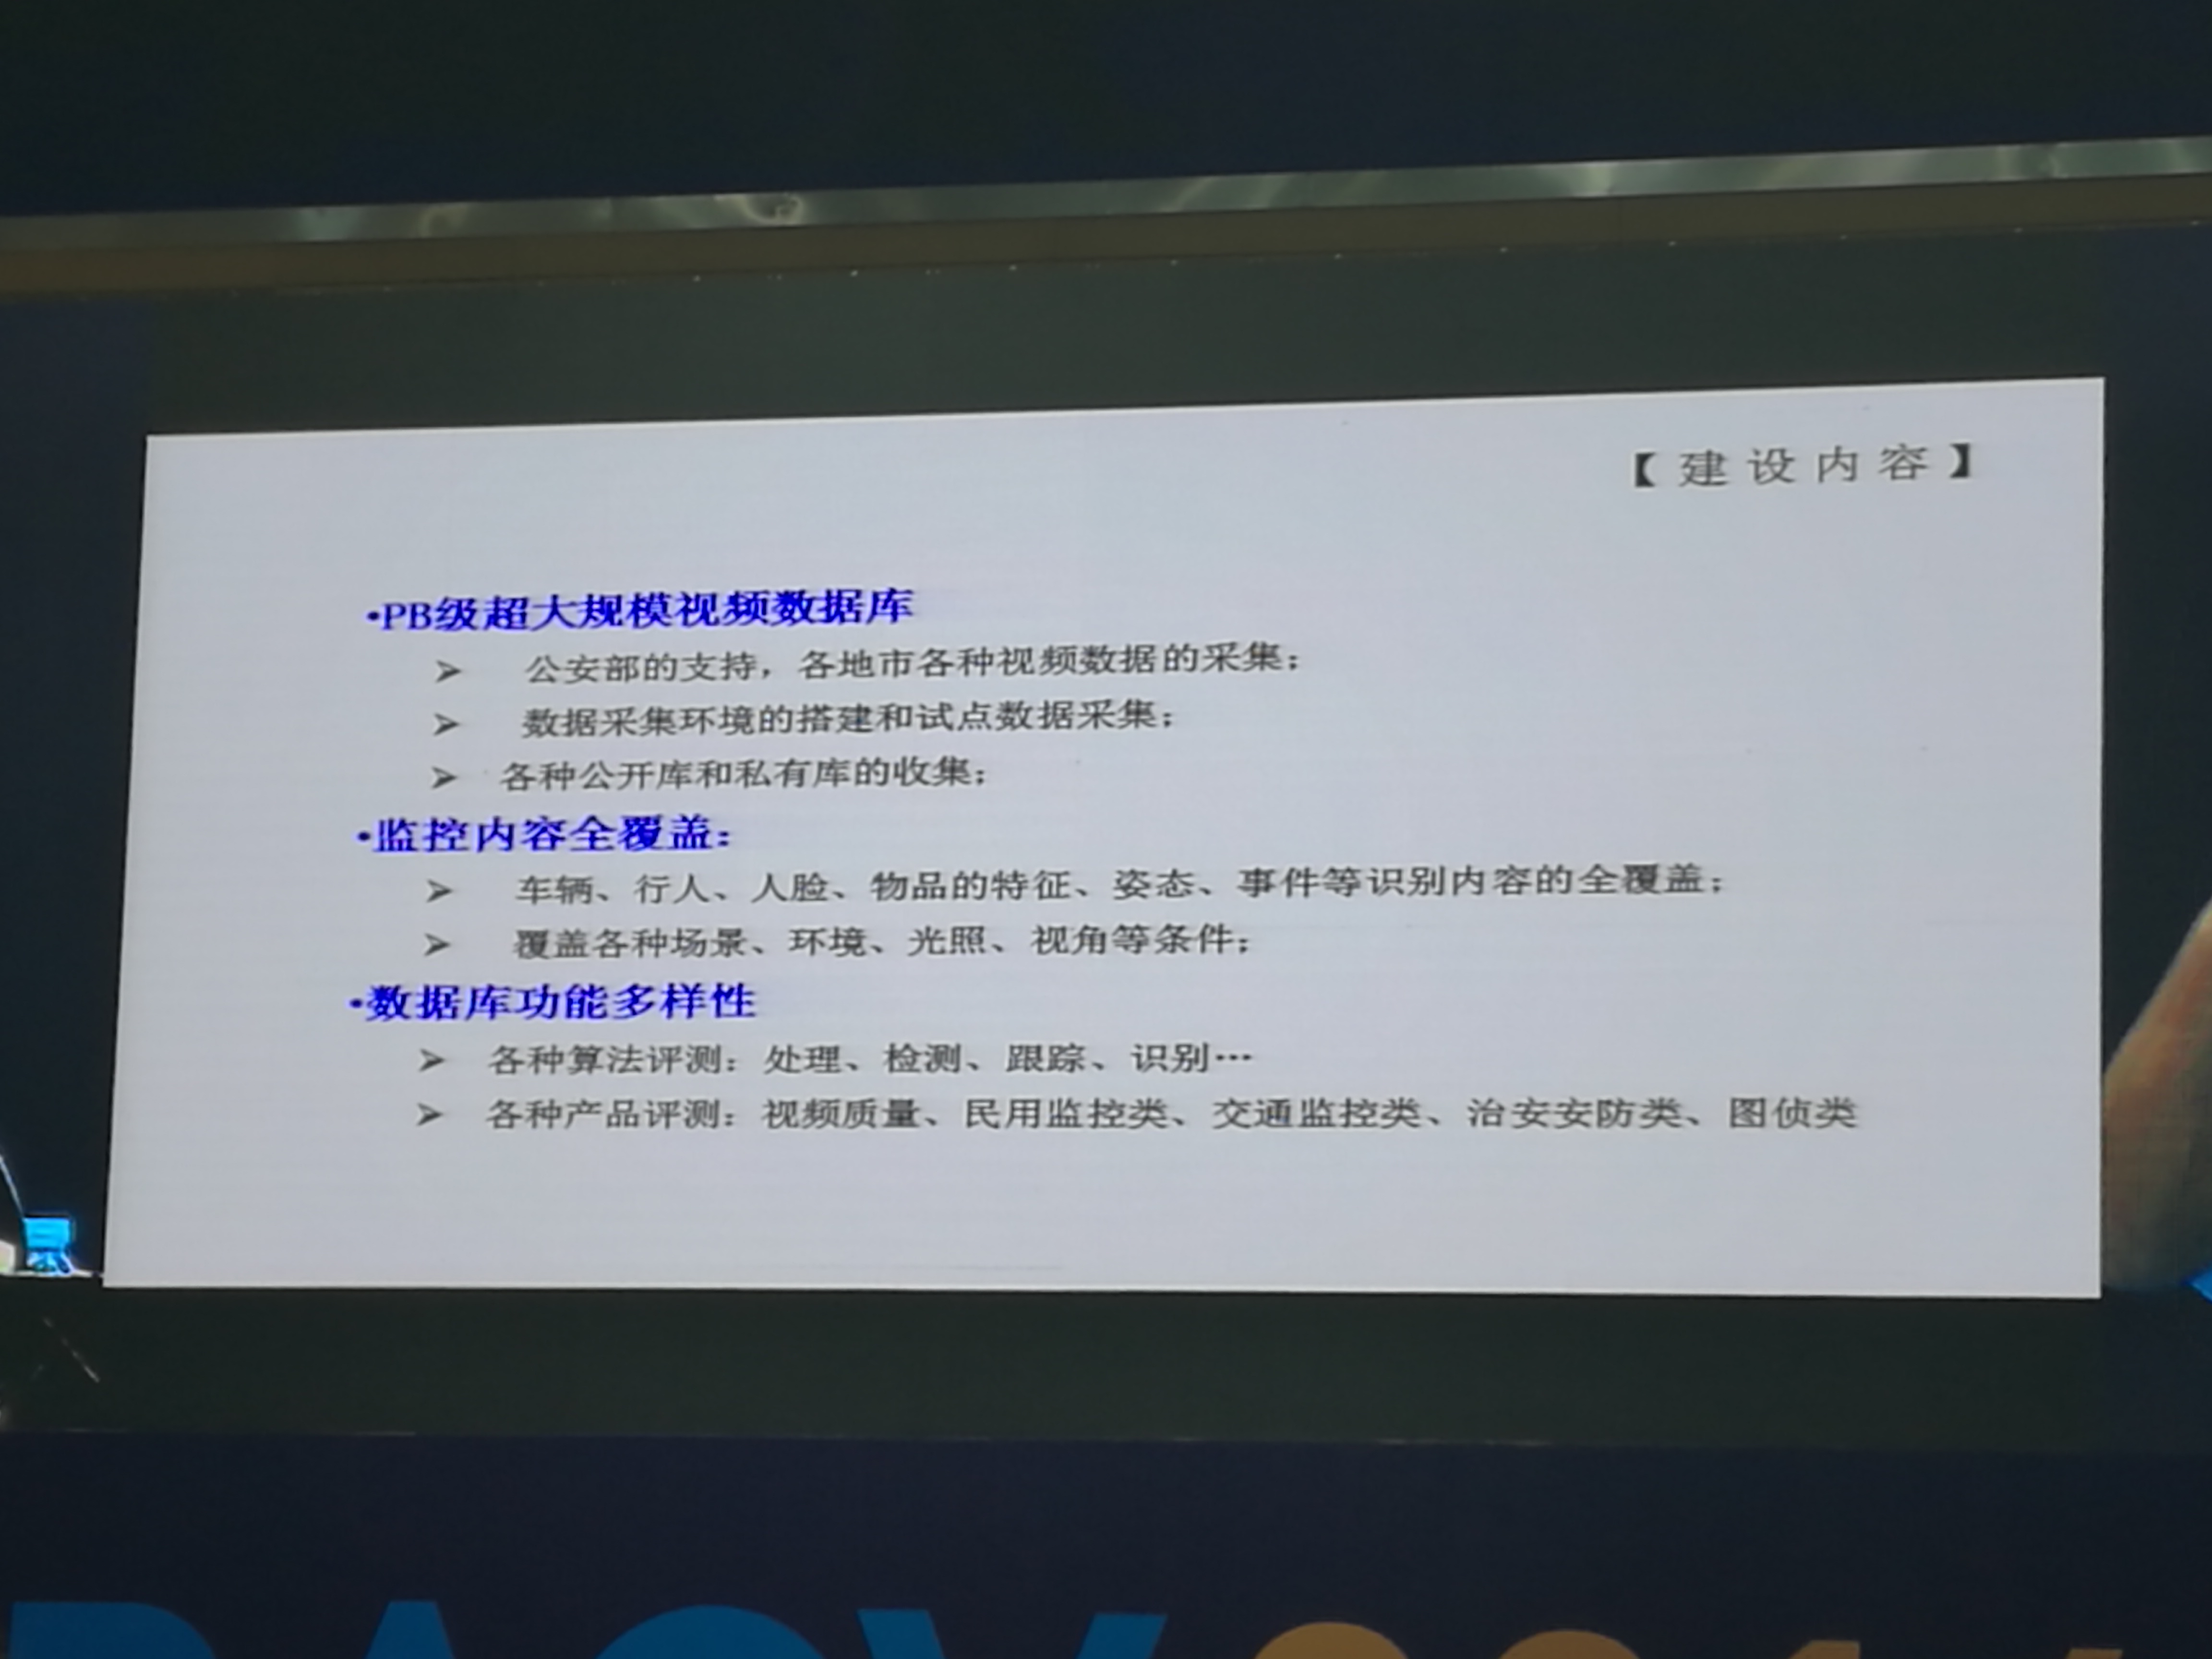 【建设内容】
•PB级超大规模视频数据库
➢ 公安部的支持，各地市各种视频数据的采集；
➢ 数据采集环境的搭建和试点数据采集；
➢ 各种公开库和私有库的收集；
•监控内容全覆盖：
➢ 车辆、行人、人脸、物品的特征、姿态、事件等识别内容的全覆盖；
➢ 覆盖各种场景、环境、光照、视角等条件；
•数据库功能多样性
➢ 各种算法评测：处理、检测、跟踪、识别…
➢ 各种产品评测：视频质量、民用监控类、交通监控类、治安安防类、图侦类